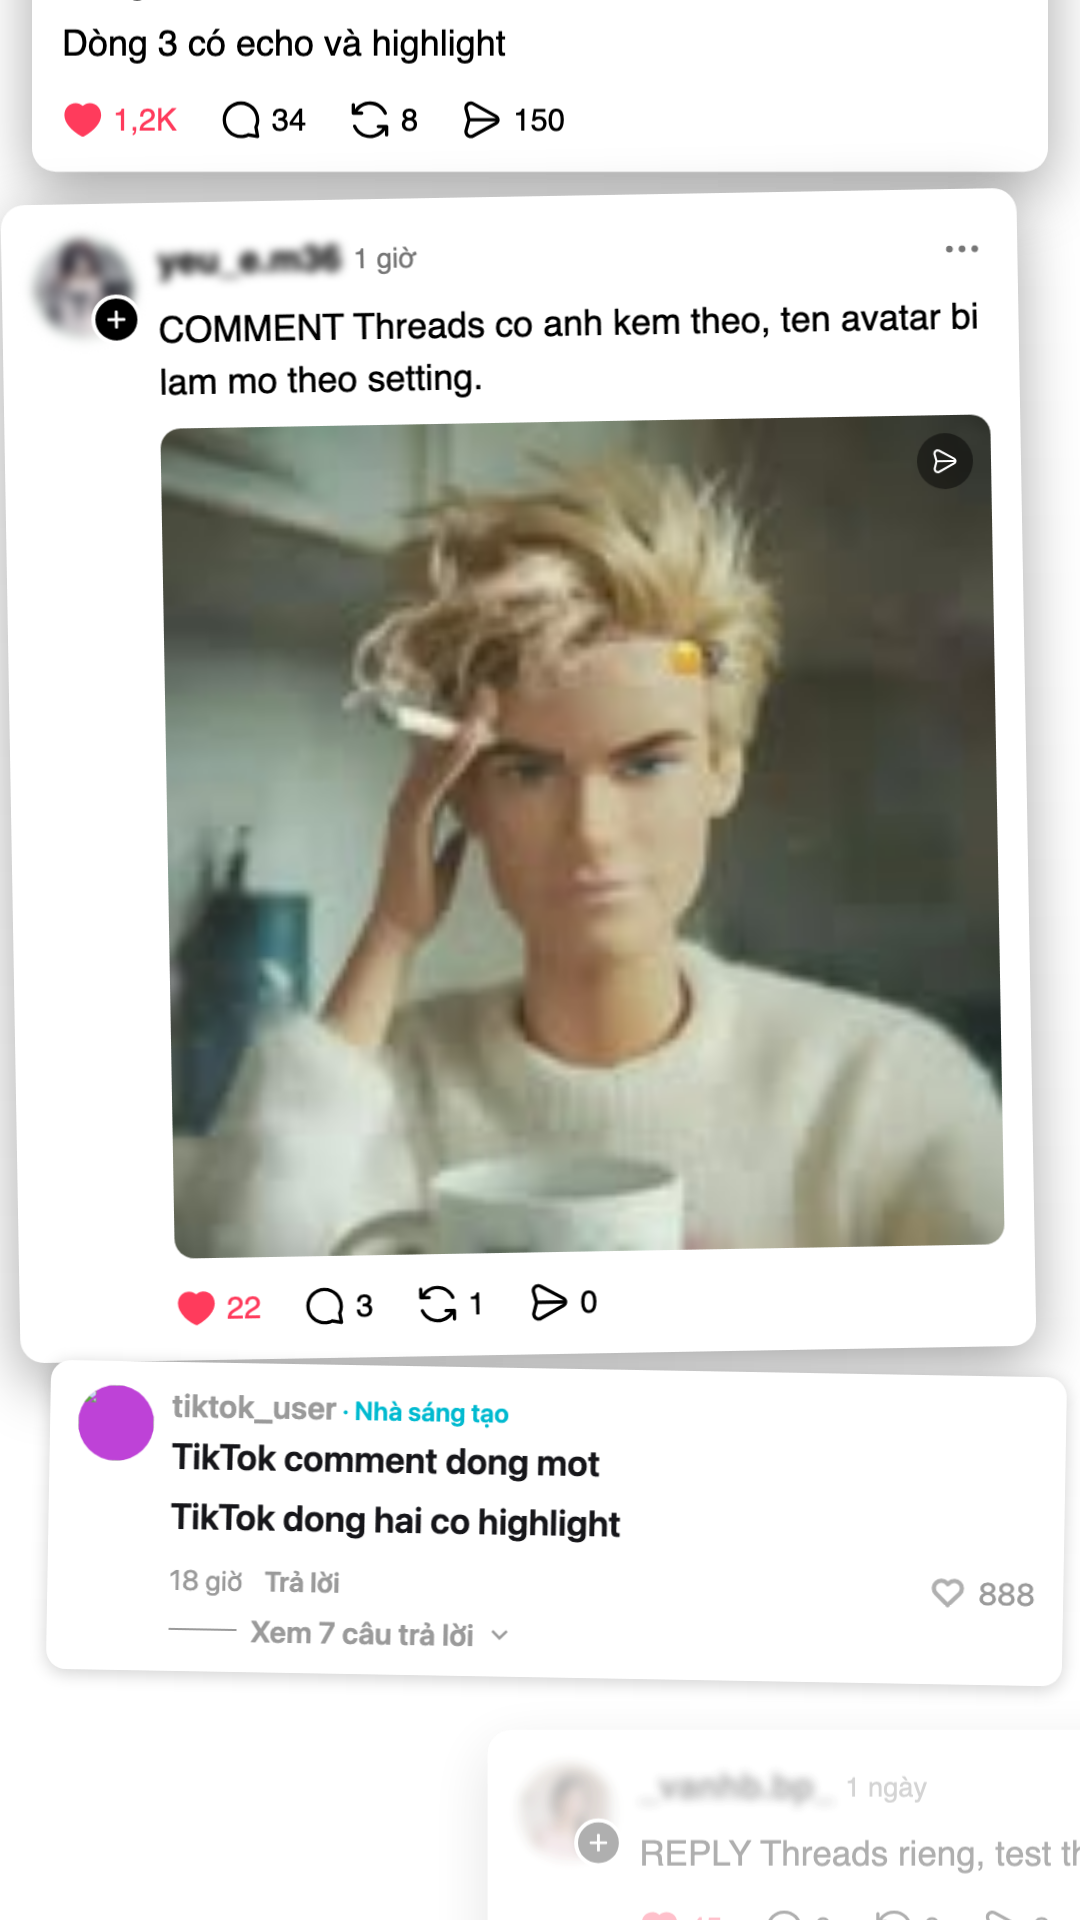 Dòng 3 có echo và highlight
1,2K 34 8 150
1 giờ
COMMENT Threads co anh kem theo, ten avatar bi
lam mo theo setting.
22 3 1 0
tiktok_user · Nhà sáng tạo
TikTok comment dong mot
TikTok dong hai co highlight
18 giờ Trả lời
888
Xem 7 câu trả lời
1 ngày
REPLY Threads rieng, test